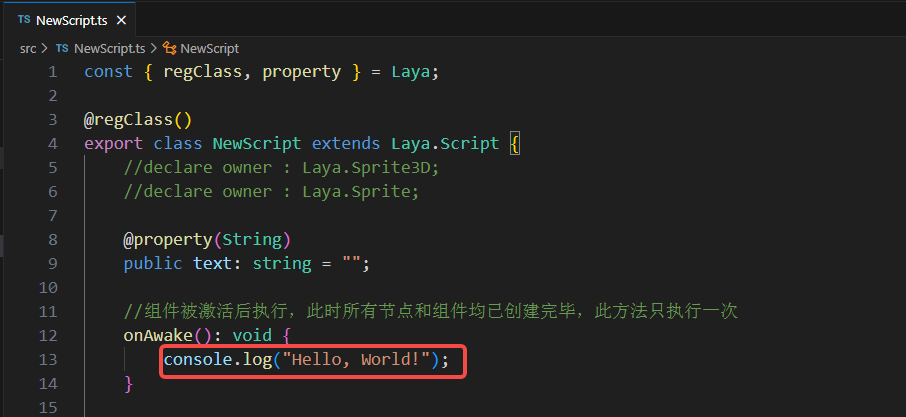 TS NewScript.ts ×
src > TS NewScript.ts > NewScript
1 const { regClass, property } = Laya;
2
3 @regClass()
4 export class NewScript extends Laya.Script {
5 //declare owner : Laya.Sprite3D;
6 //declare owner : Laya.Sprite;
7
8 @property(String)
9 public text: string = "";
10
11 //组件被激活后执行，此时所有节点和组件均已创建完毕，此方法只执行一次
12 onAwake(): void {
13 console.log("Hello, World!");
14 }
15